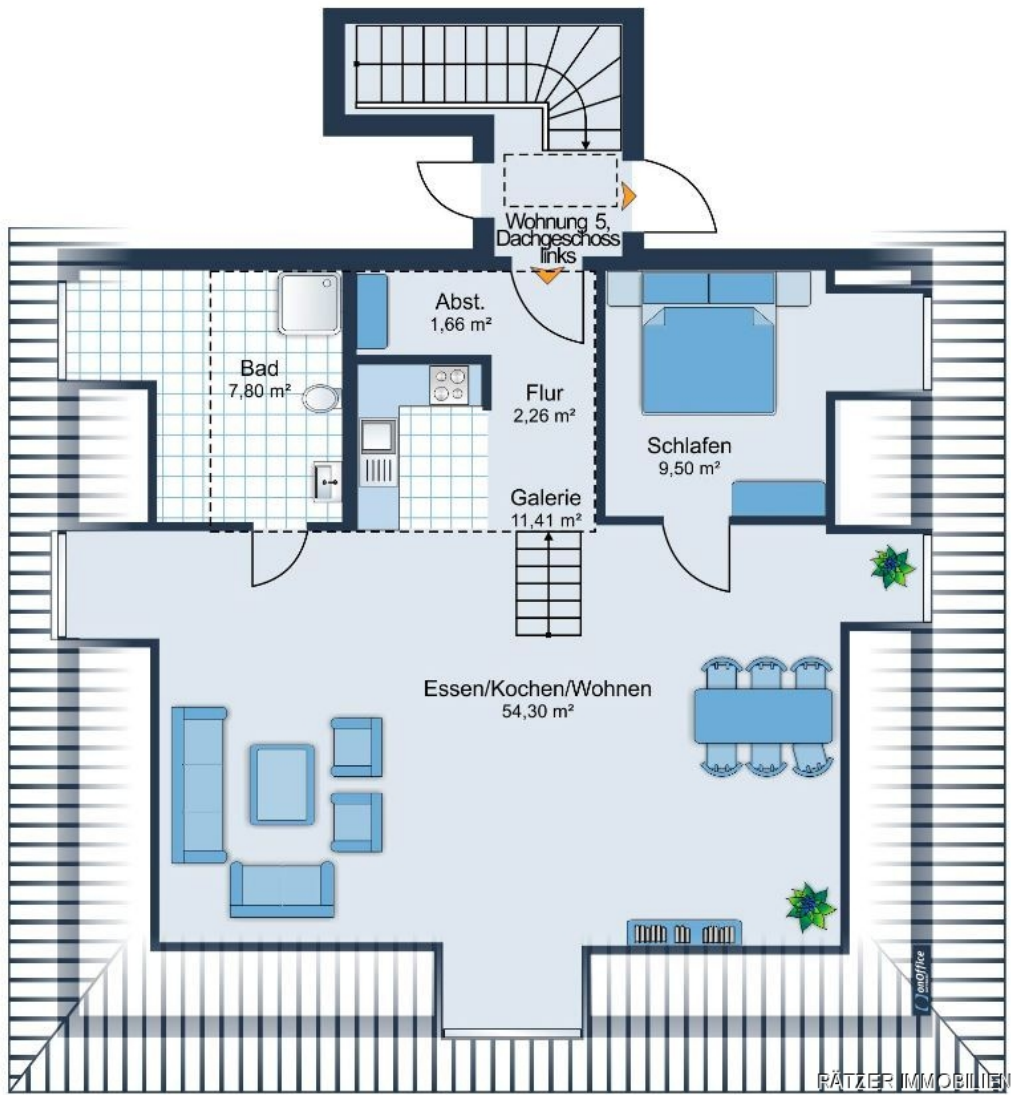 Wohnung 5,
Dachgeschoss
links
Abst.
1,66 m²
Bad
7,80 m²
Flur
2,26 m²
Schlafen
9,50 m²
Galerie
11,41 m²
Essen/Kochen/Wohnen
54,30 m²
onOffice
RÄTZER IMMOBILIEN